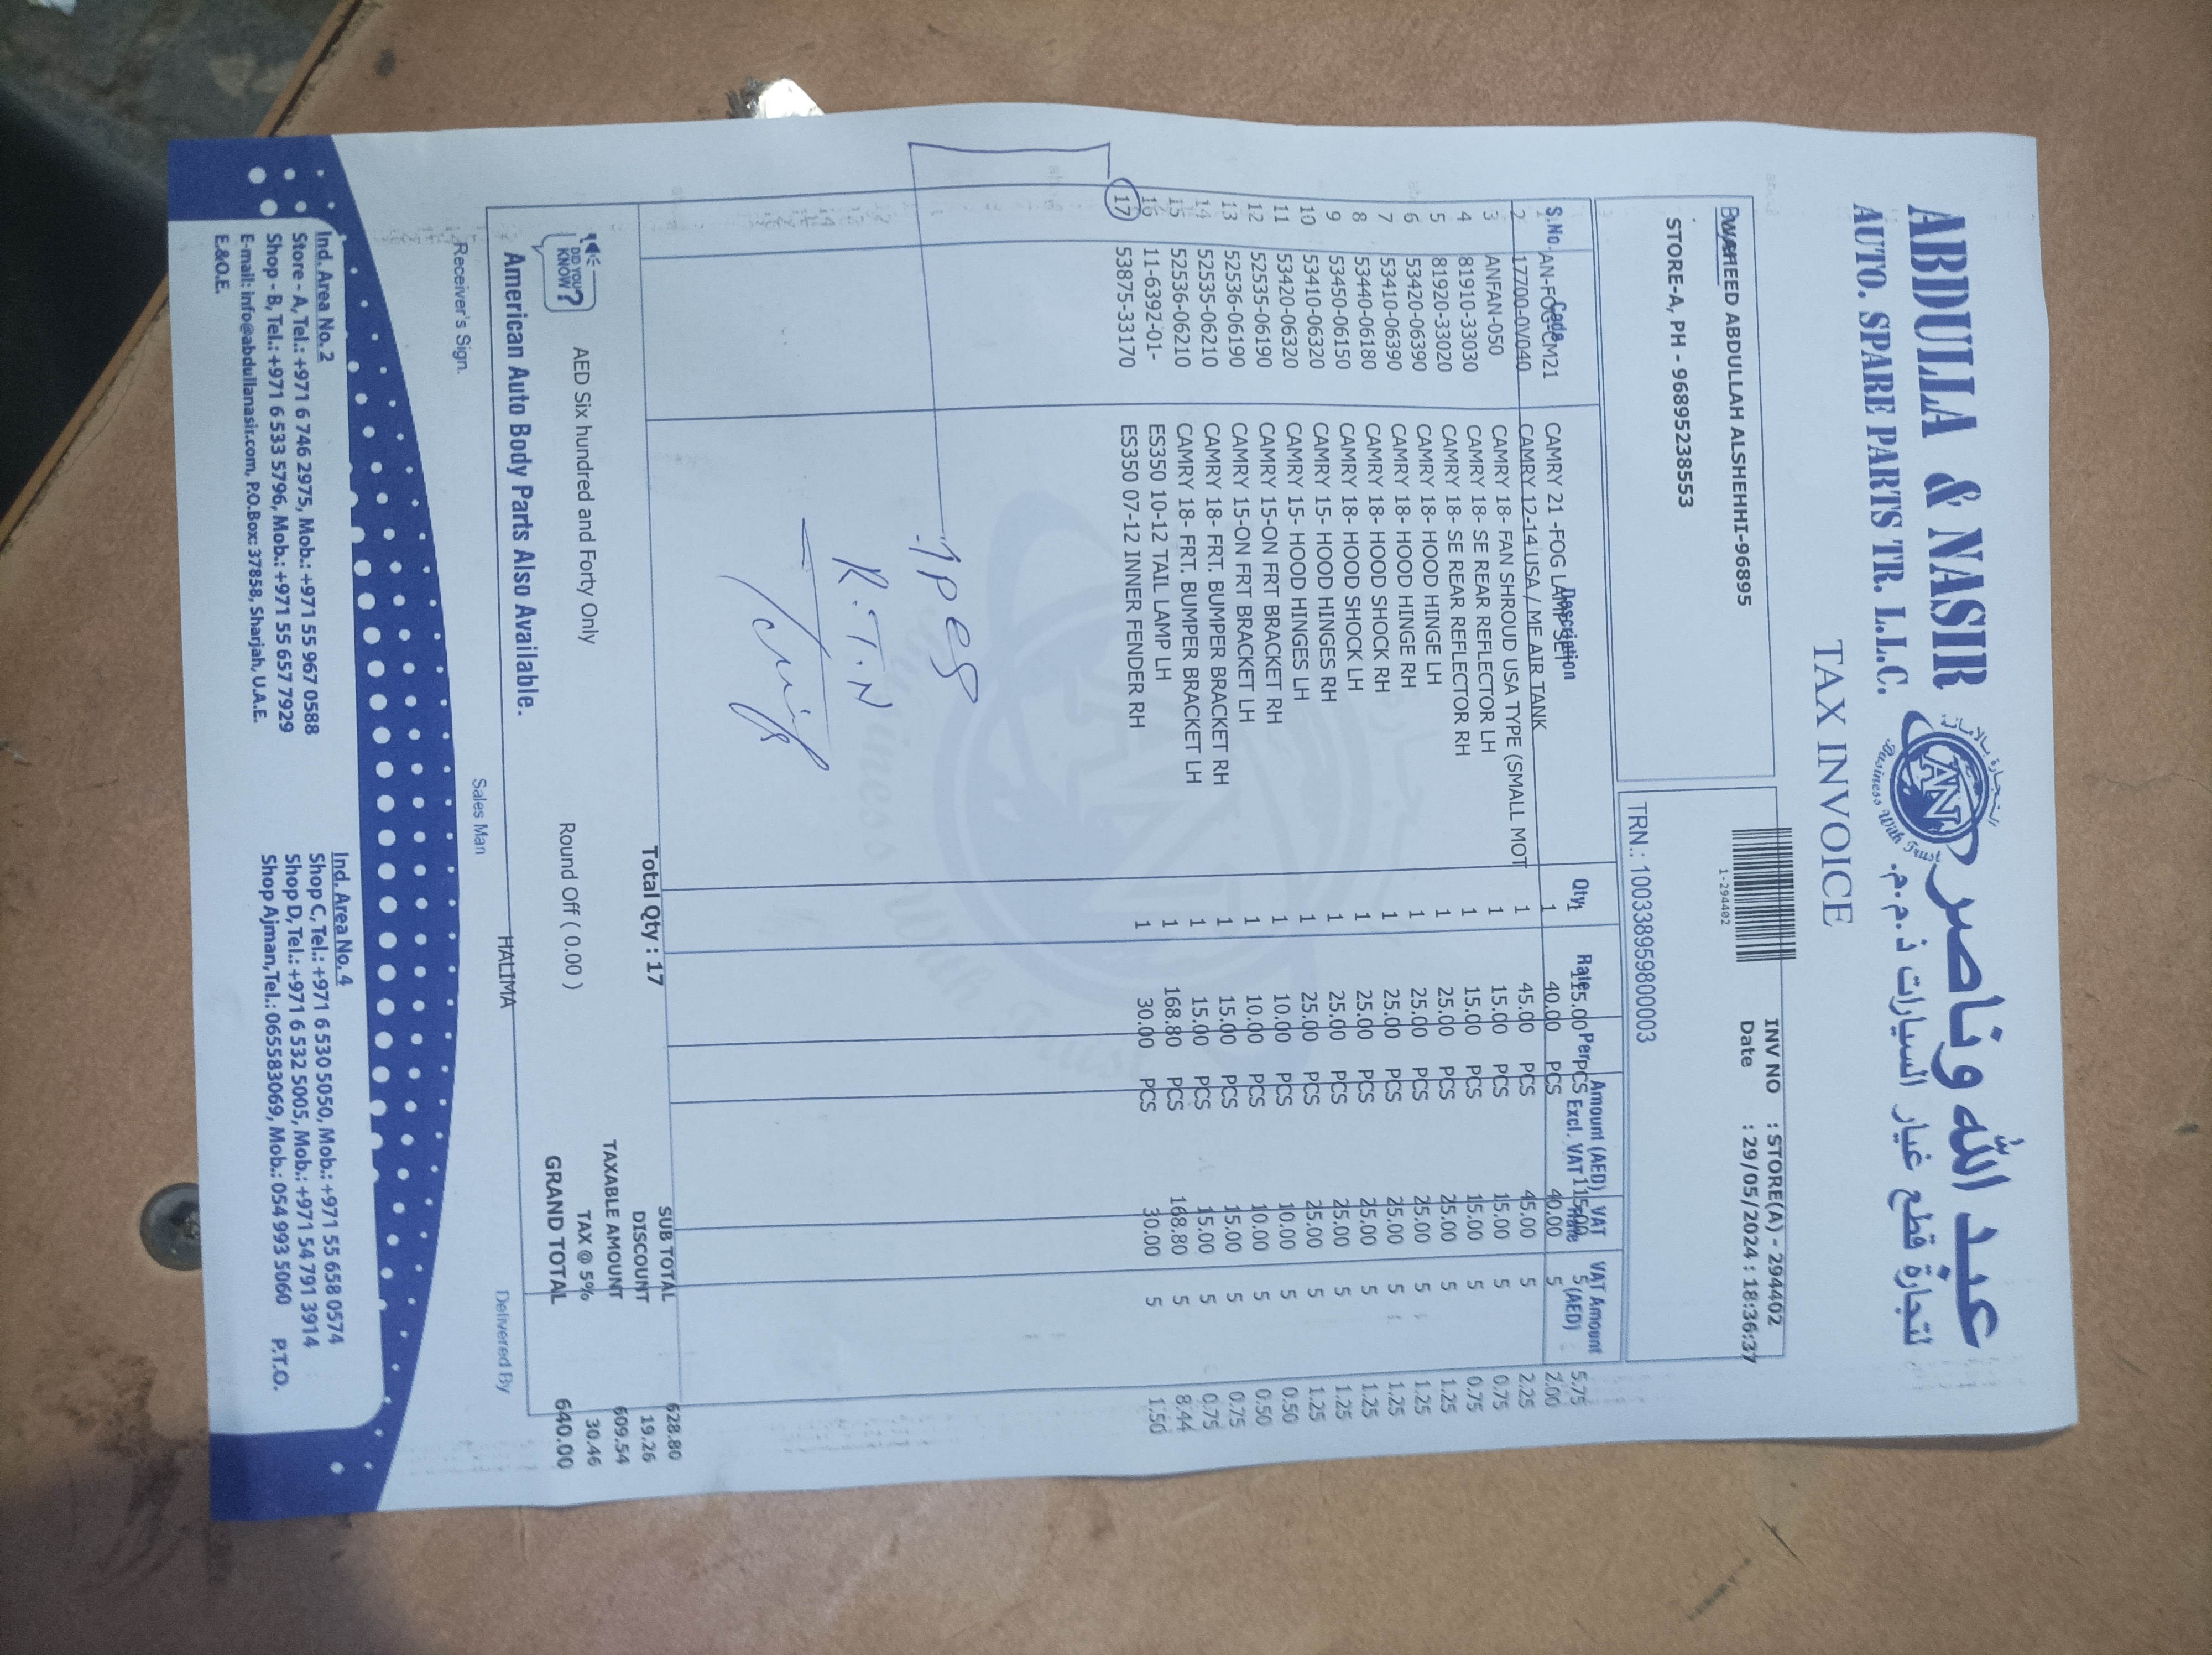 ABDULLA & NASIR
AUTO. SPARE PARTS TR. L.L.C.
عبد الله وناصر
لتجارة قطع غيار السيارات ذ.م.م.
التجارة بالأمانة
AN
Business With Trust
TAX INVOICE
1-294402
INV NO : STORE(A) - 294402
Date : 29/05/2024 : 18:36:37
WAHEED ABDULLAH ALSHEHHI-96895
STORE-A, PH - 96895238553
TRN.: 100338959800003
S.No. Code Description Qty. Rate Per Amount (AED) Excl. VAT VAT Rate VAT Amount (AED)
1 AN-FOGCM21 CAMRY 21 -FOG LAMP SET 1 115.00 PCS 115.00 5 5.75
2 17700-0V040 CAMRY 12-14 USA / ME AIR TANK 1 40.00 PCS 40.00 5 2.00
3 ANFAN-050 CAMRY 18- FAN SHROUD USA TYPE (SMALL MOT 1 45.00 PCS 45.00 5 2.25
4 81910-33030 CAMRY 18- SE REAR REFLECTOR LH 1 15.00 PCS 15.00 5 0.75
5 81920-33020 CAMRY 18- SE REAR REFLECTOR RH 1 15.00 PCS 15.00 5 0.75
6 53420-06390 CAMRY 18- HOOD HINGE LH 1 25.00 PCS 25.00 5 1.25
7 53410-06390 CAMRY 18- HOOD HINGE RH 1 25.00 PCS 25.00 5 1.25
8 53440-06180 CAMRY 18- HOOD SHOCK RH 1 25.00 PCS 25.00 5 1.25
9 53450-06150 CAMRY 18- HOOD SHOCK LH 1 25.00 PCS 25.00 5 1.25
10 53410-06320 CAMRY 15- HOOD HINGES RH 1 25.00 PCS 25.00 5 1.25
11 53420-06320 CAMRY 15- HOOD HINGES LH 1 25.00 PCS 25.00 5 1.25
12 52535-06190 CAMRY 15-ON FRT BRACKET RH 1 10.00 PCS 10.00 5 0.50
13 52536-06190 CAMRY 15-ON FRT BRACKET LH 1 10.00 PCS 10.00 5 0.50
14 52535-06210 CAMRY 18- FRT. BUMPER BRACKET RH 1 15.00 PCS 15.00 5 0.75
15 52536-06210 CAMRY 18- FRT. BUMPER BRACKET LH 1 15.00 PCS 15.00 5 0.75
16 11-6392-01- ES350 10-12 TAIL LAMP LH 1 168.80 PCS 168.80 5 8.44
17 53875-33170 ES350 07-12 INNER FENDER RH 1 30.00 PCS 30.00 5 1.50
1 pcs
R.T.N
Total Qty : 17
SUB TOTAL 628.80
DISCOUNT 19.26
TAXABLE AMOUNT 609.54
TAX @ 5% 30.46
GRAND TOTAL 640.00
DID YOU KNOW?
AED Six hundred and Forty Only
Round Off ( 0.00 )
American Auto Body Parts Also Available.
HALIMA
Receiver's Sign.
Sales Man
Delivered By
Ind. Area No. 2
Store - A, Tel.: +971 6 746 2975, Mob.: +971 55 967 0588
Shop - B, Tel.: +971 6 533 5796, Mob.: +971 55 657 7929
E-mail: info@abdullanasir.com, P.O.Box: 37858, Sharjah, U.A.E.
E.&O.E.
Ind. Area No. 4
Shop C, Tel.: +971 6 530 5050, Mob.: +971 55 658 0574
Shop D, Tel.: +971 6 532 5005, Mob.: +971 54 791 3914
Shop Ajman, Tel.: 065583069, Mob.: 054 993 5060 P.T.O.